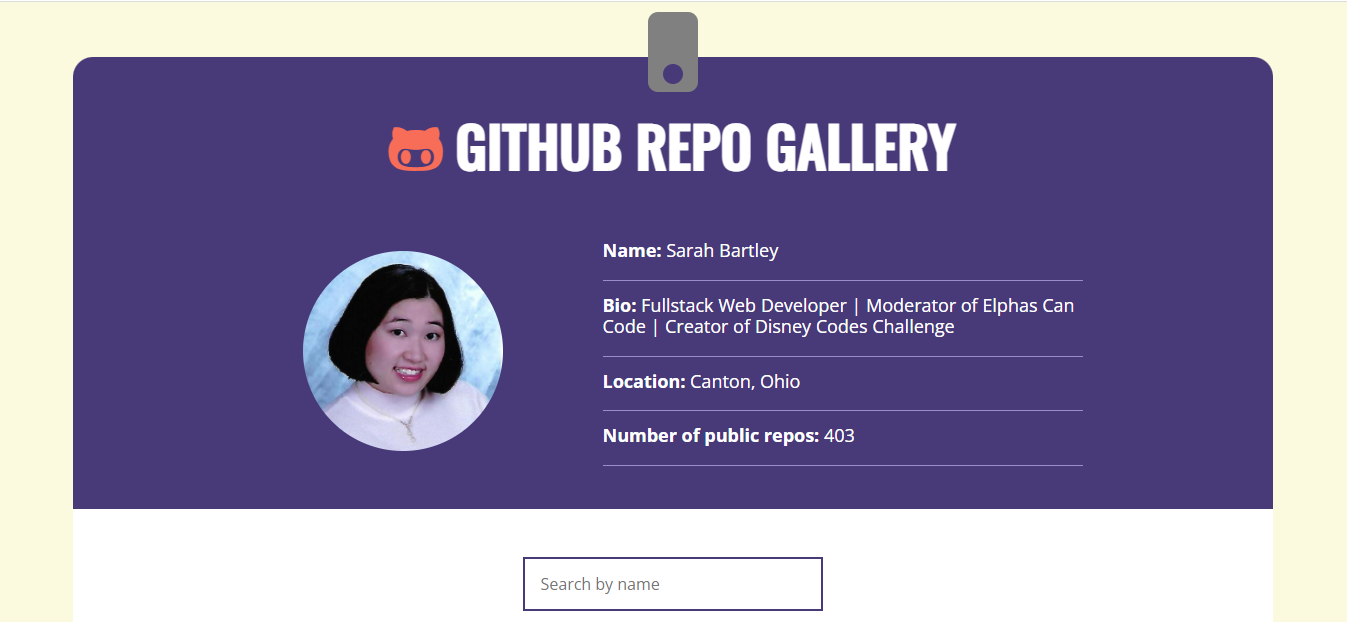 GITHUB REPO GALLERY
Name: Sarah Bartley
Bio: Fullstack Web Developer | Moderator of Elphas Can
Code | Creator of Disney Codes Challenge
Location: Canton, Ohio
Number of public repos: 403
Search by name